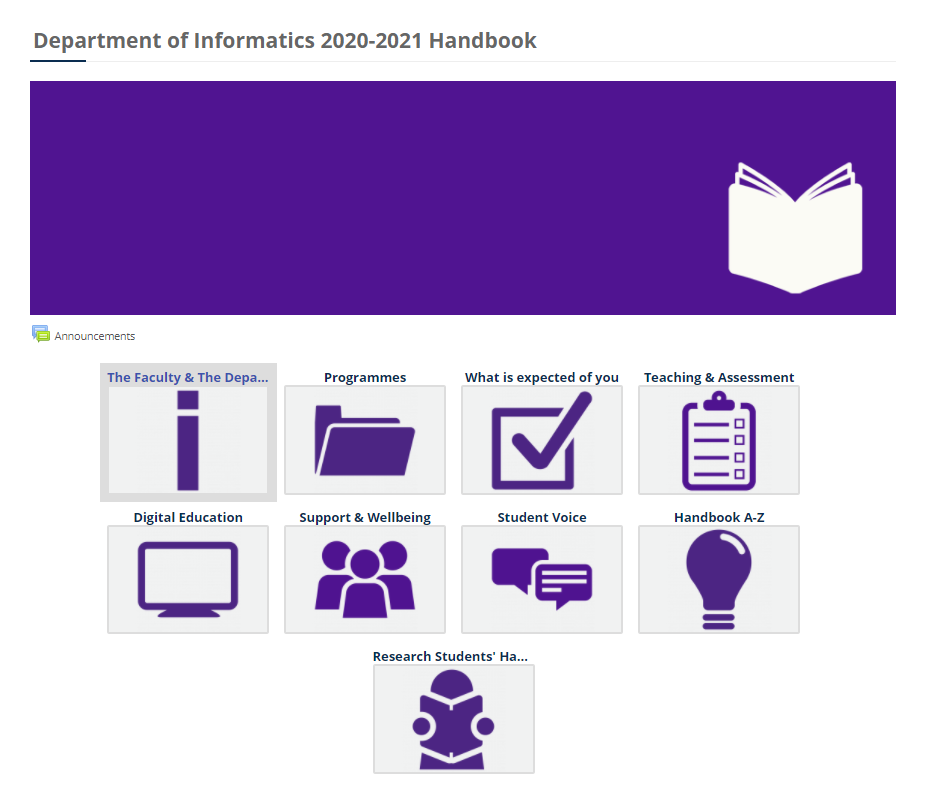 Department of Informatics 2020-2021 Handbook
Announcements
The Faculty & The Depa...
Programmes
What is expected of you
Teaching & Assessment
Digital Education
Support & Wellbeing
Student Voice
Handbook A-Z
Research Students' Ha...